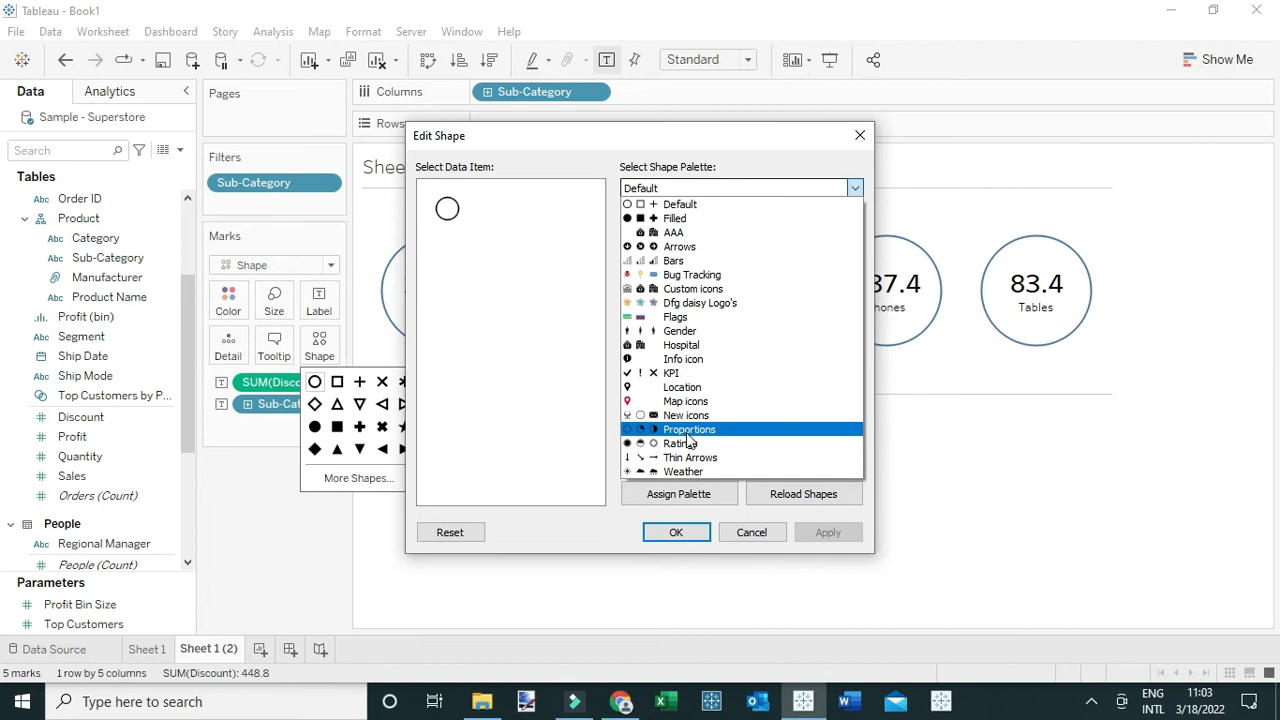 Tableau - Book1
File Data Worksheet Dashboard Story Analysis Map Format Server Window Help
Standard
Show Me
Data Analytics
Pages
Columns
Sub-Category
Sample - Superstore
Rows
Search
Filters
Sub-Category
Tables
Order ID
Product
Category
Sub-Category
Manufacturer
Product Name
Profit (bin)
Segment
Ship Date
Ship Mode
Top Customers by P...
Discount
Profit
Quantity
Sales
Orders (Count)
People
Regional Manager
People (Count)
Parameters
Profit Bin Size
Top Customers
Marks
Shape
Color Size Label
Detail Tooltip Shape
SUM(Disco
Sub-Cat
More Shapes...
Edit Shape
Select Data Item:
Select Shape Palette:
Default
Default
Filled
AAA
Arrows
Bars
Bug Tracking
Custom icons
Dfg daisy Logo's
Flags
Gender
Hospital
Info icon
KPI
Location
Map icons
New icons
Proportions
Thin Arrows
Weather
Assign Palette Reload Shapes
Reset OK Cancel Apply
37.4
hones
83.4
Tables
Data Source Sheet 1 Sheet 1 (2)
5 marks 1 row by 5 columns SUM(Discount): 448.8
Type here to search
ENG
INTL
11:03
3/18/2022